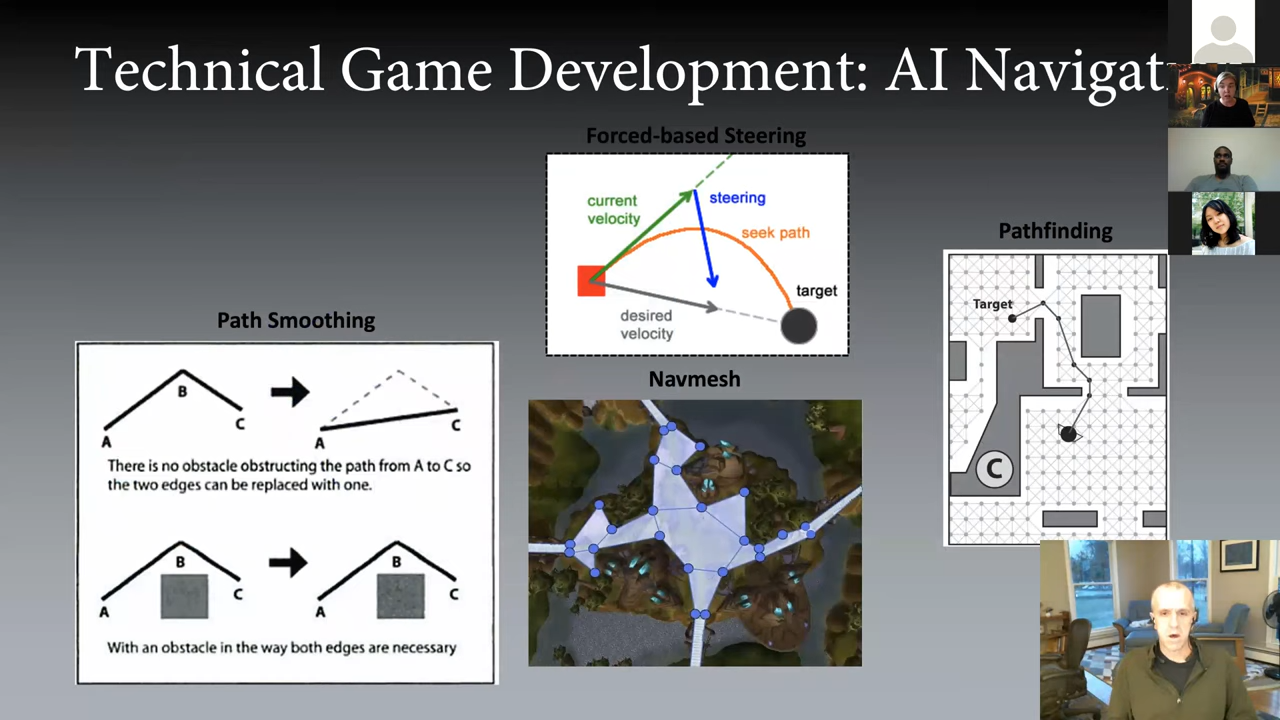 Technical Game Development: AI Navigat
Forced-based Steering
current
velocity
steering
seek path
target
desired
velocity
Pathfinding
Target
C
Path Smoothing
B
A
C
A
C
There is no obstacle obstructing the path from A to C so
the two edges can be replaced with one.
B
A
C
B
A
C
With an obstacle in the way both edges are necessary
Navmesh